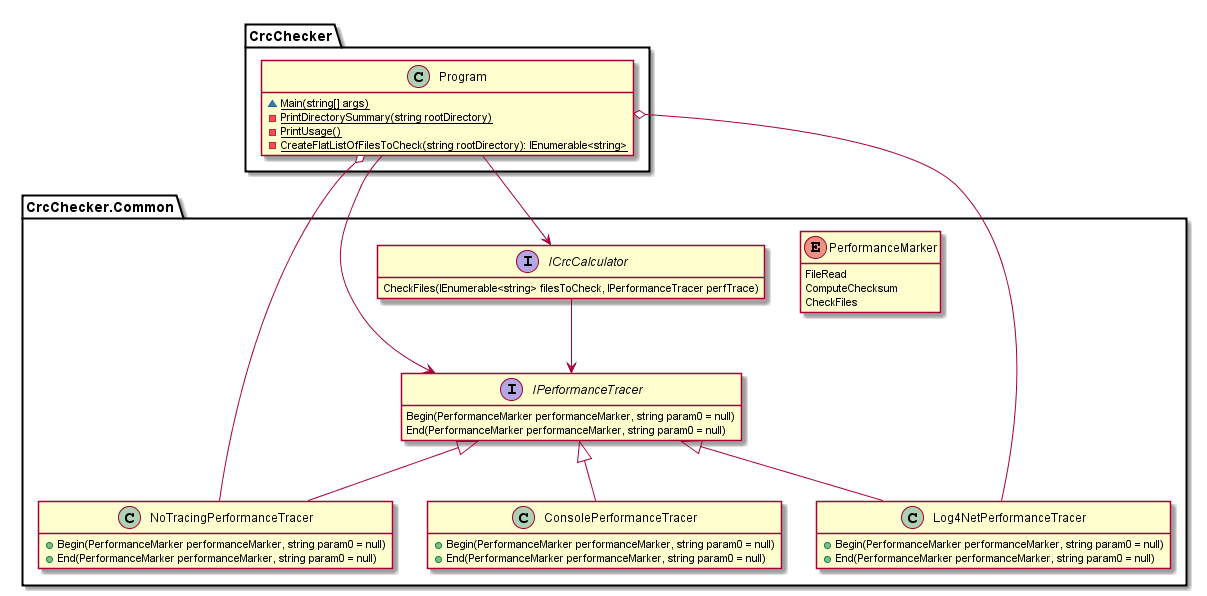 CrcChecker
C Program
Main(string[] args)
PrintDirectorySummary(string rootDirectory)
PrintUsage()
CreateFlatListOfFilesToCheck(string rootDirectory): IEnumerable<string>
CrcChecker.Common
I ICrcCalculator
CheckFiles(IEnumerable<string> filesToCheck, IPerformanceTracer perfTrace)
E PerformanceMarker
FileRead
ComputeChecksum
CheckFiles
I IPerformanceTracer
Begin(PerformanceMarker performanceMarker, string param0 = null)
End(PerformanceMarker performanceMarker, string param0 = null)
C NoTracingPerformanceTracer
Begin(PerformanceMarker performanceMarker, string param0 = null)
End(PerformanceMarker performanceMarker, string param0 = null)
C ConsolePerformanceTracer
Begin(PerformanceMarker performanceMarker, string param0 = null)
End(PerformanceMarker performanceMarker, string param0 = null)
C Log4NetPerformanceTracer
Begin(PerformanceMarker performanceMarker, string param0 = null)
End(PerformanceMarker performanceMarker, string param0 = null)